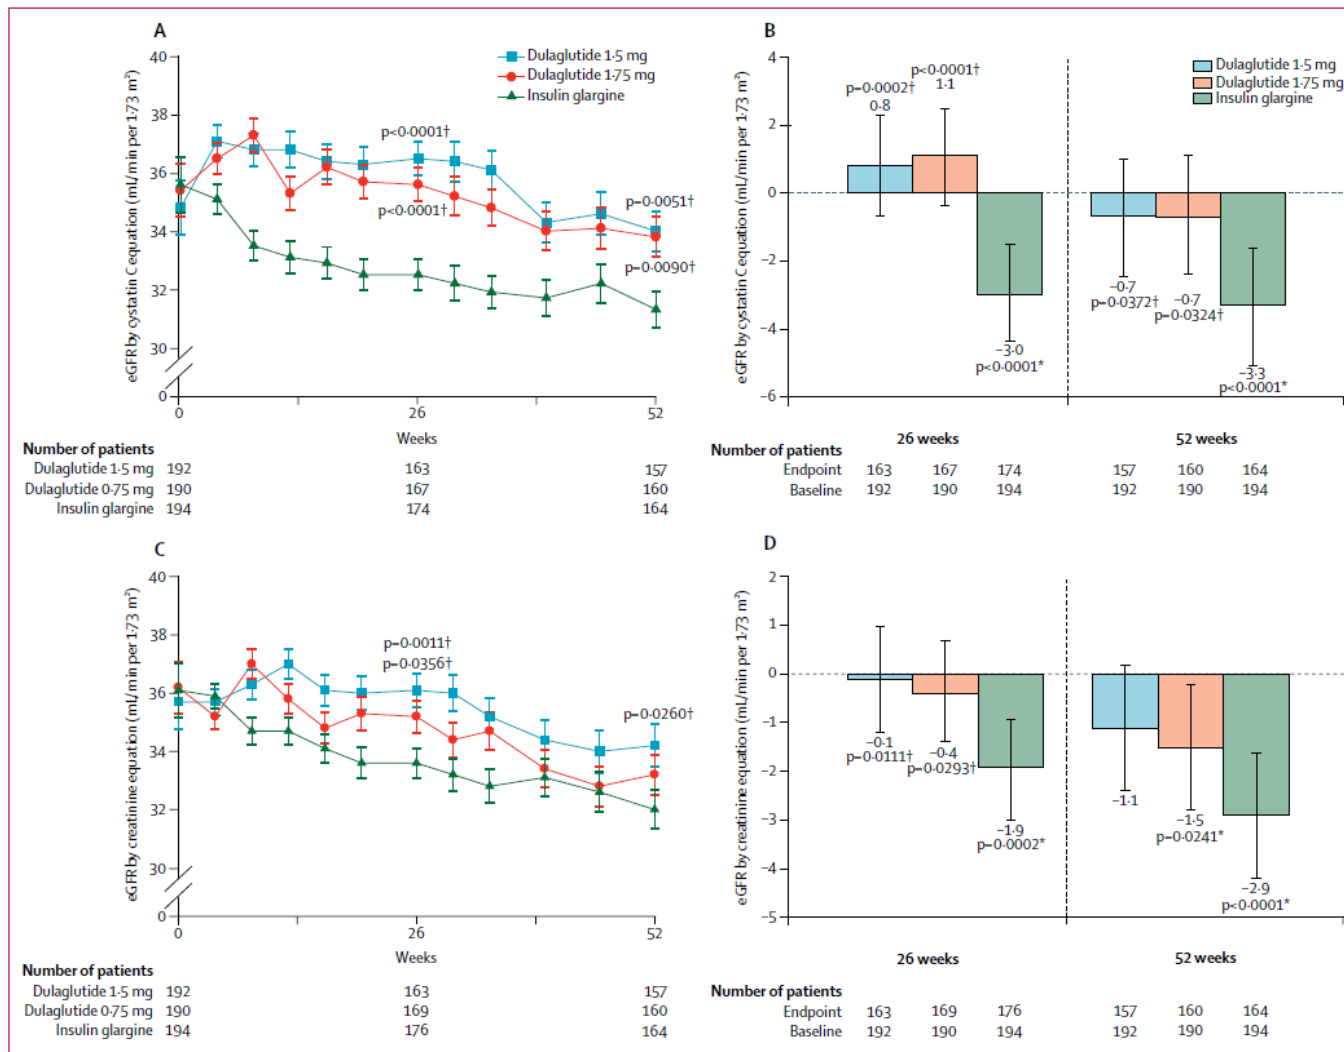 A
eGFR by cystatin C equation (mL/min per 1·73 m²)
40
38
36
34
32
30
0
Dulaglutide 1·5 mg
Dulaglutide 1·75 mg
Insulin glargine
p<0·0001†
p<0·0001†
p=0·0051†
p=0·0090†
0
26
52
Weeks
Number of patients
Dulaglutide 1·5 mg 192 163 157
Dulaglutide 0·75 mg 190 167 160
Insulin glargine 194 174 164
B
eGFR by cystatin C equation (mL/min per 1·73 m²)
4
2
0
−2
−4
−6
Dulaglutide 1·5 mg
Dulaglutide 1·75 mg
Insulin glargine
p=0·0002†
0·8
p<0·0001†
1·1
−3·0
p<0·0001*
−0·7
p=0·0372†
−0·7
p=0·0324†
−3·3
p<0·0001*
26 weeks
52 weeks
Number of patients
Endpoint 163 167 174 157 160 164
Baseline 192 190 194 192 190 194
C
eGFR by creatinine equation (mL/min per 1·73 m²)
40
38
36
34
32
30
0
p=0·0011†
p=0·0356†
p=0·0260†
0
26
52
Weeks
Number of patients
Dulaglutide 1·5 mg 192 163 157
Dulaglutide 0·75 mg 190 169 160
Insulin glargine 194 176 164
D
eGFR by creatinine equation (mL/min per 1·73 m²)
2
1
0
−1
−2
−3
−4
−5
−0·1
p=0·0111†
−0·4
p=0·0293†
−1·9
p=0·0002*
−1·1
−1·5
p=0·0241*
−2·9
p<0·0001*
26 weeks
52 weeks
Number of patients
Endpoint 163 169 176 157 160 164
Baseline 192 190 194 192 190 194